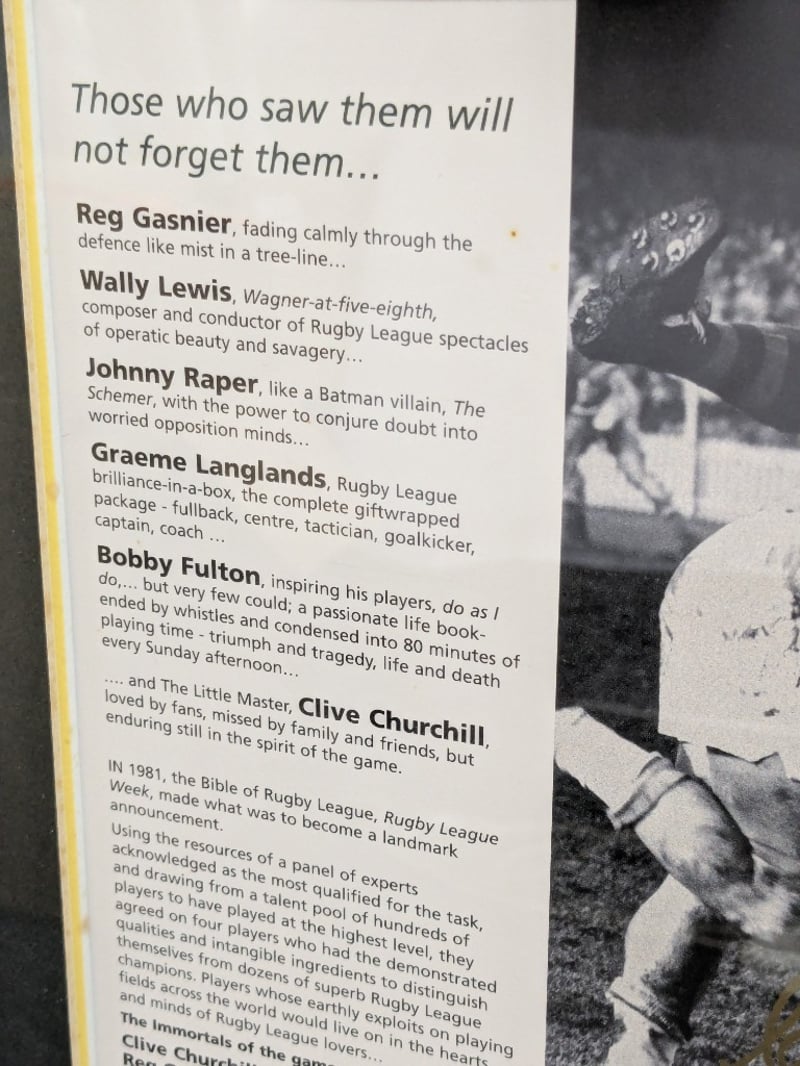 Those who saw them will
not forget them...
Reg Gasnier, fading calmly through the
defence like mist in a tree-line...
Wally Lewis, Wagner-at-five-eighth,
composer and conductor of Rugby League spectacles
of operatic beauty and savagery...
Johnny Raper, like a Batman villain, The
Schemer, with the power to conjure doubt into
worried opposition minds...
Graeme Langlands, Rugby League
brilliance-in-a-box, the complete giftwrapped
package - fullback, centre, tactician, goalkicker,
captain, coach ...
Bobby Fulton, inspiring his players, do as I
do,... but very few could; a passionate life book-
ended by whistles and condensed into 80 minutes of
playing time - triumph and tragedy, life and death
every Sunday afternoon...
.... and The Little Master, Clive Churchill,
loved by fans, missed by family and friends, but
enduring still in the spirit of the game.
IN 1981, the Bible of Rugby League, Rugby League
Week, made what was to become a landmark
announcement.
Using the resources of a panel of experts
acknowledged as the most qualified for the task,
and drawing from a talent pool of hundreds of
players to have played at the highest level, they
agreed on four players who had the demonstrated
qualities and intangible ingredients to distinguish
themselves from dozens of superb Rugby League
champions. Players whose earthly exploits on playing
fields across the world would live on in the hearts
and minds of Rugby League lovers...
The Immortals of the game
Clive Churchill
Reg